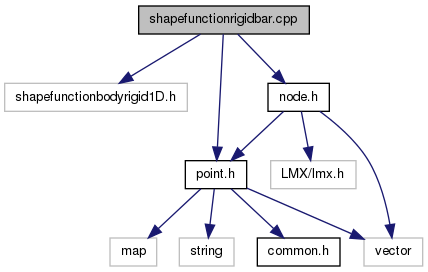 shapefunctionrigidbar.cpp
shapefunctionbodyrigid1D.h
node.h
point.h
LMX/lmx.h
map
string
common.h
vector